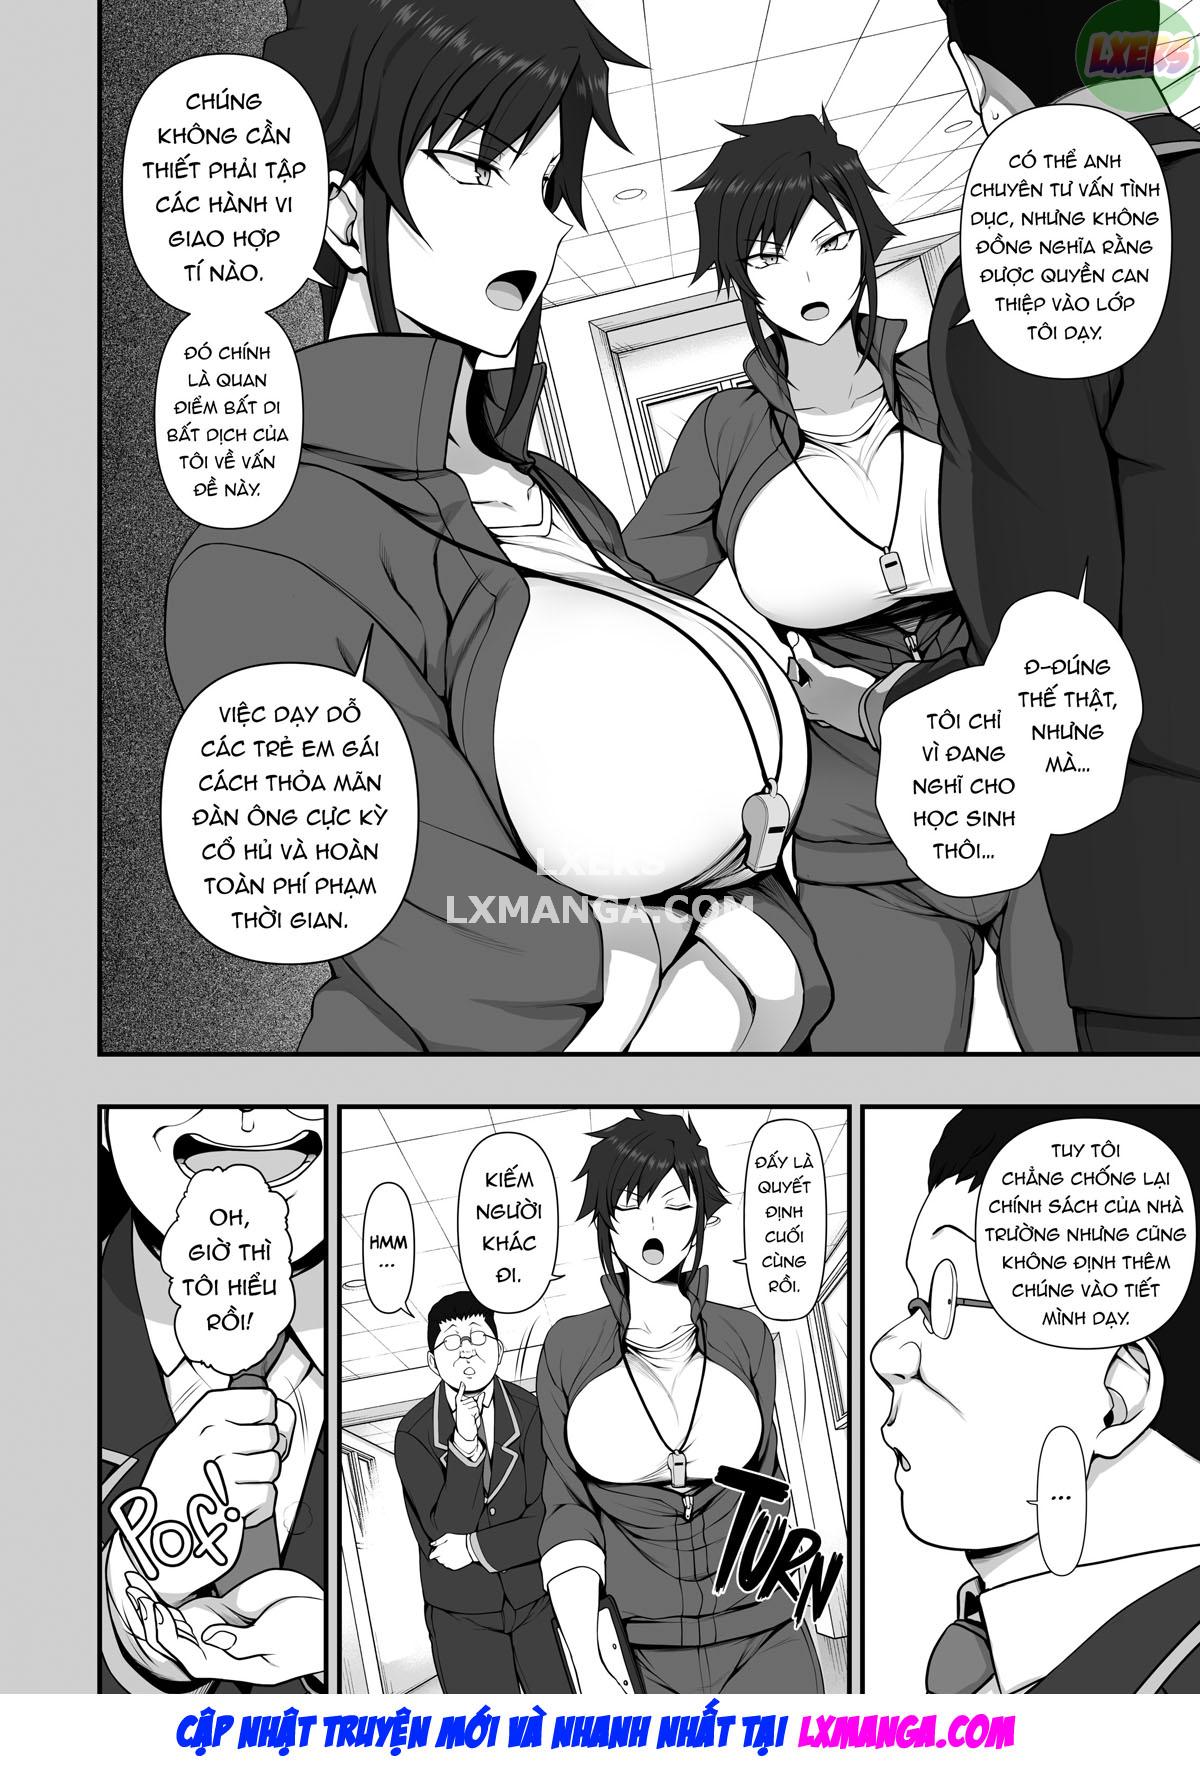 LXERS
CÓ THỂ ANH
CHUYÊN TƯ VẤN TÌNH
DỤC, NHƯNG KHÔNG
ĐỒNG NGHĨA RẰNG
ĐƯỢC QUYỀN CAN
THIỆP VÀO LỚP
TÔI DẠY.
Đ-ĐÚNG
THẾ THẬT,
NHƯNG
MÀ...
TÔI CHỈ
VÌ ĐANG
NGHĨ CHO
HỌC SINH
THÔI...
CHÚNG
KHÔNG CẦN
THIẾT PHẢI TẬP
CÁC HÀNH VI
GIAO HỢP
TÍ NÀO.
ĐÓ CHÍNH
LÀ QUAN
ĐIỂM BẤT DI
BẤT DỊCH CỦA
TÔI VỀ VẤN
ĐỀ NÀY.
VIỆC DẠY DỖ
CÁC TRẺ EM GÁI
CÁCH THỎA MÃN
ĐÀN ÔNG CỰC KỲ
CỔ HỦ VÀ HOÀN
TOÀN PHÍ PHẠM
THỜI GIAN.
LXERS
LXMANGA.COM
TUY TÔI
CHẲNG CHỐNG LẠI
CHÍNH SÁCH CỦA NHÀ
TRƯỜNG NHƯNG CŨNG
KHÔNG ĐỊNH THÊM
CHÚNG VÀO TIẾT
MÌNH DẠY.
...
ĐẤY LÀ
QUYẾT
ĐỊNH
CUỐI
CÙNG
RỒI.
KIẾM
NGƯỜI
KHÁC
ĐI.
HMM
...
TURN
OH,
GIỜ THÌ
TÔI HIỂU
RỒI!
POF!
CẬP NHẬT TRUYỆN MỚI VÀ NHANH NHẤT TẠI LXMANGA.COM